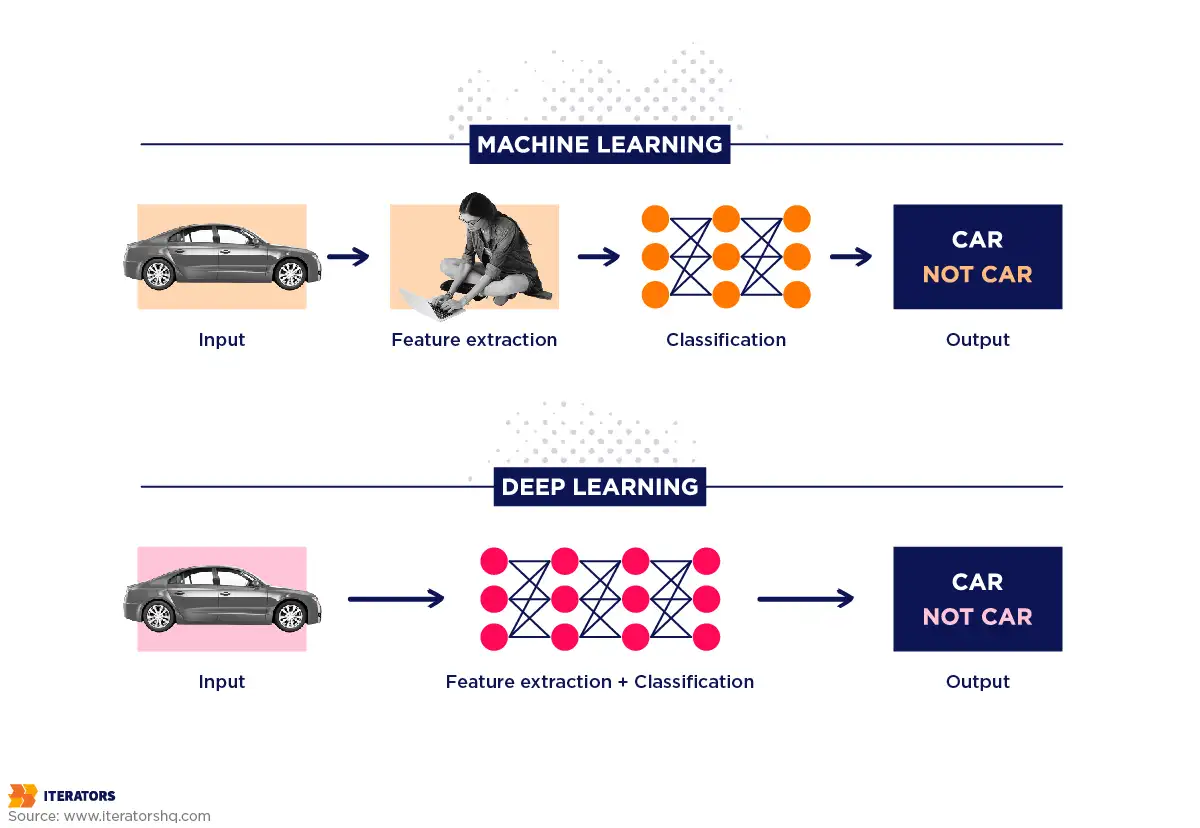 MACHINE LEARNING
CAR
NOT CAR
Input
Feature extraction
Classification
Output
DEEP LEARNING
CAR
NOT CAR
Input
Feature extraction + Classification
Output
ITERATORS
Source: www.iteratorshq.com